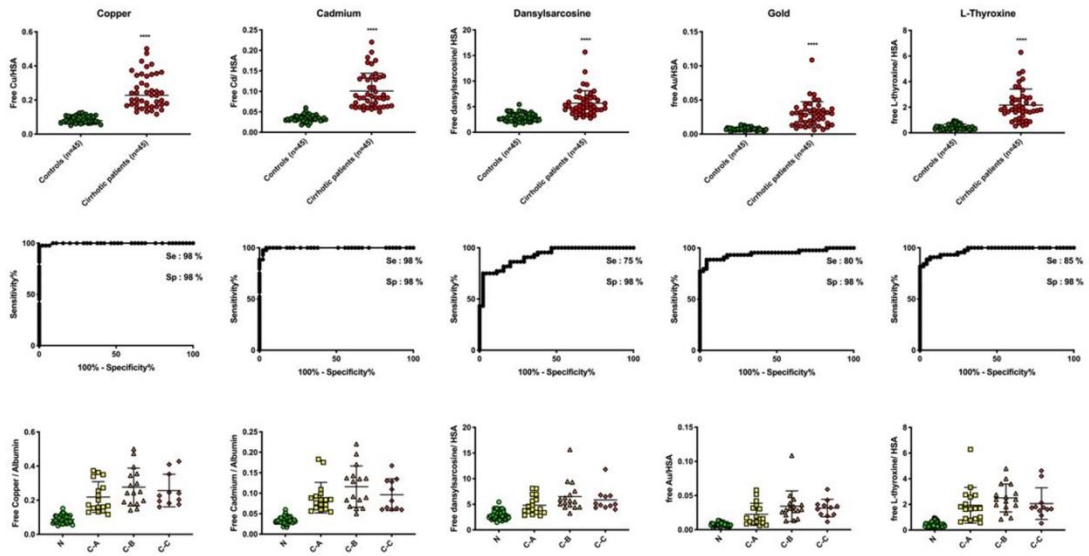 Copper
Cadmium
Dansylsarcosine
Gold
L-Thyroxine
Free Cu/HSA
0.6
0.4
0.2
0.0
****
Controls (n=45)
Cirrhotic patients (n=45)
Free Cd/ HSA
0.25
0.20
0.15
0.10
0.05
0.00
****
Controls (n=45)
Cirrhotic patients (n=45)
Free dansylsarcosine/ HSA
20
15
10
5
0
****
Controls (n=45)
Cirrhotic patients (n=45)
free Au/HSA
0.15
0.10
0.05
0.00
****
Controls (n=45)
Cirrhotic patients (n=45)
free L-thyroxine/ HSA
8
6
4
2
0
****
Controls (n=45)
Cirrhotic patients (n=45)
Sensitivity%
100
50
0
Se : 98 %
Sp : 98 %
0
50
100
100% - Specificity%
Sensitivity%
100
50
0
Se : 98 %
Sp : 98 %
0
50
100
100% - Specificity%
Sensitivity%
100
50
0
Se : 75 %
Sp : 98 %
0
50
100
100% - Specificity%
Sensitivity%
100
50
0
Se : 80 %
Sp : 98 %
0
50
100
100% - Specificity%
Sensitivity%
100
50
0
Se : 85 %
Sp : 98 %
0
50
100
100% - Specificity%
Free Copper / Albumin
0.6
0.4
0.2
0.0
N
C-A
C-B
C-C
Free Cadmium / Albumin
0.25
0.20
0.15
0.10
0.05
0.00
N
C-A
C-B
C-C
Free dansylsarcosine/ HSA
20
15
10
5
0
N
C-A
C-B
C-C
free Au/HSA
0.15
0.10
0.05
0.00
N
C-A
C-B
C-C
free L-thyroxine/ HSA
8
6
4
2
0
N
C-A
C-B
C-C